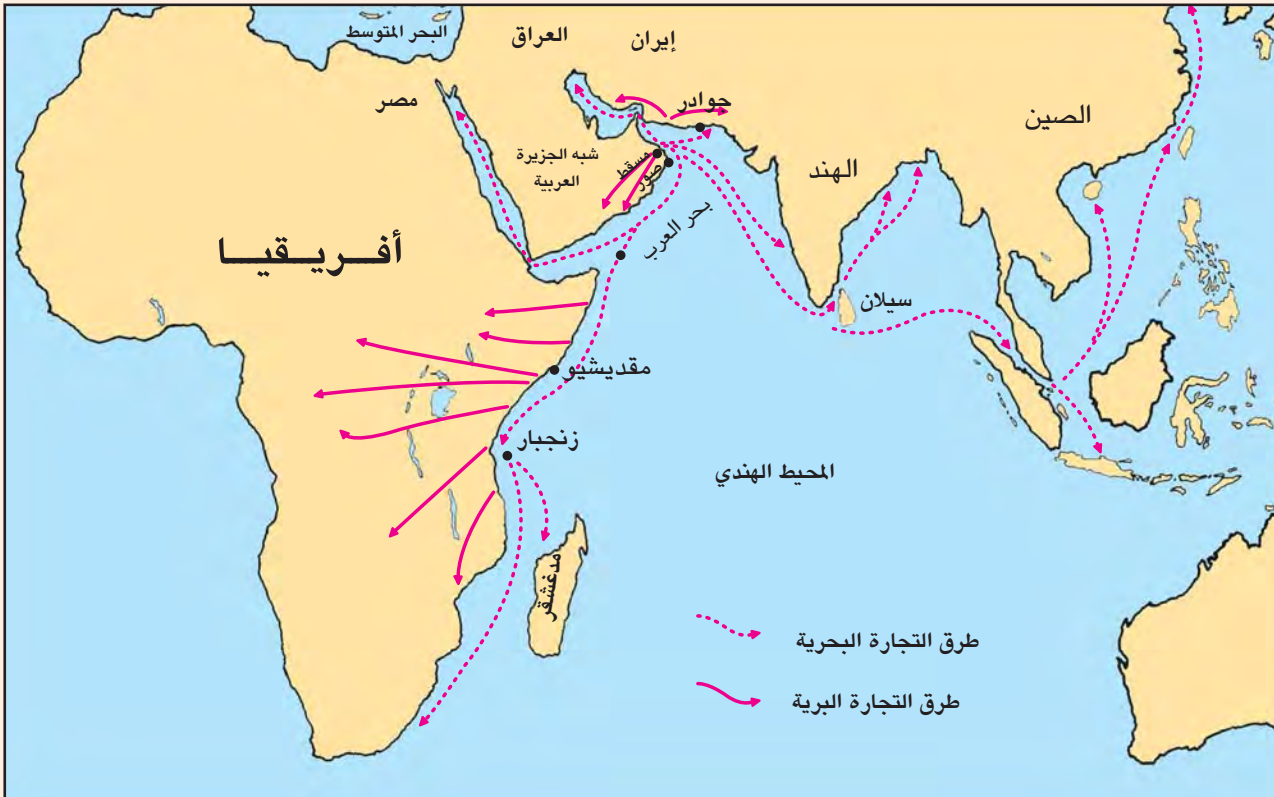 البحر المتوسط
العراق
إيران
مصر
جوادر
الصين
شبه الجزيرة
العربية
مسقط
صور
الهند
بحر العرب
أفــريــقيــا
سيلان
مقديشيو
زنجبار
المحيط الهندي
مدغشقر
طرق التجارة البحرية
طرق التجارة البرية